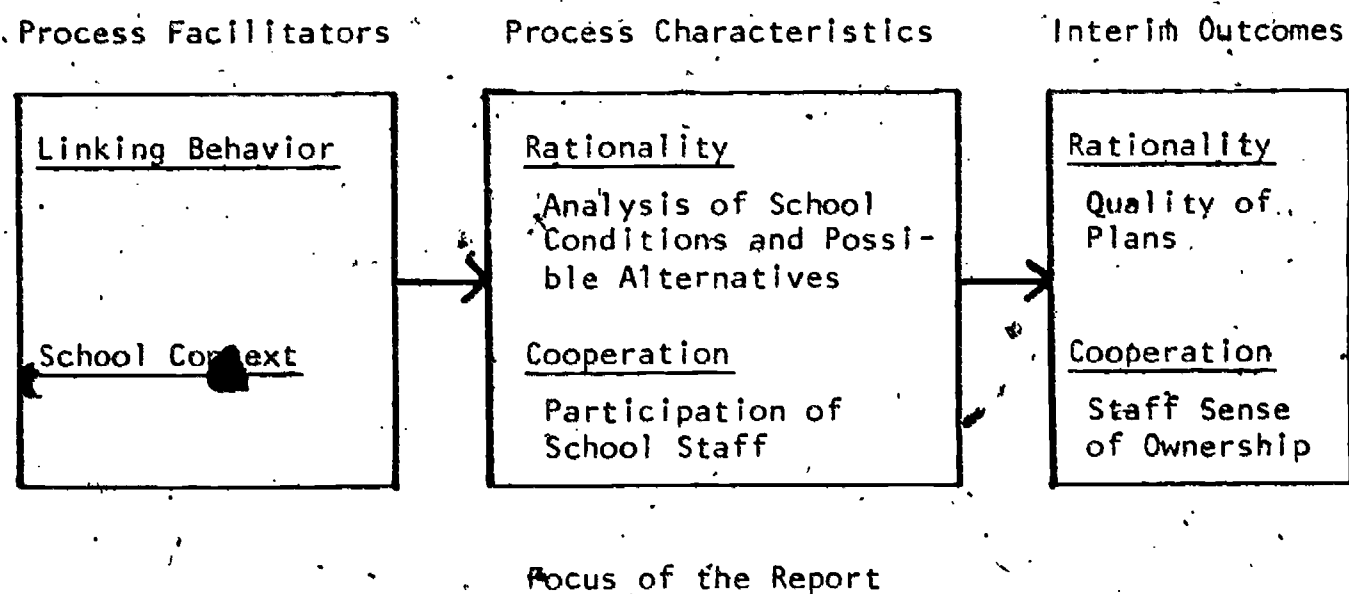 Process Facilitators
Process Characteristics
Interim Outcomes
Linking Behavior
School Context
Rationality
Analysis of School
Conditions and Possi-
ble Alternatives
Cooperation
Participation of
School Staff
Rationality
Quality of
Plans
Cooperation
Staff Sense
of Ownership
Focus of the Report